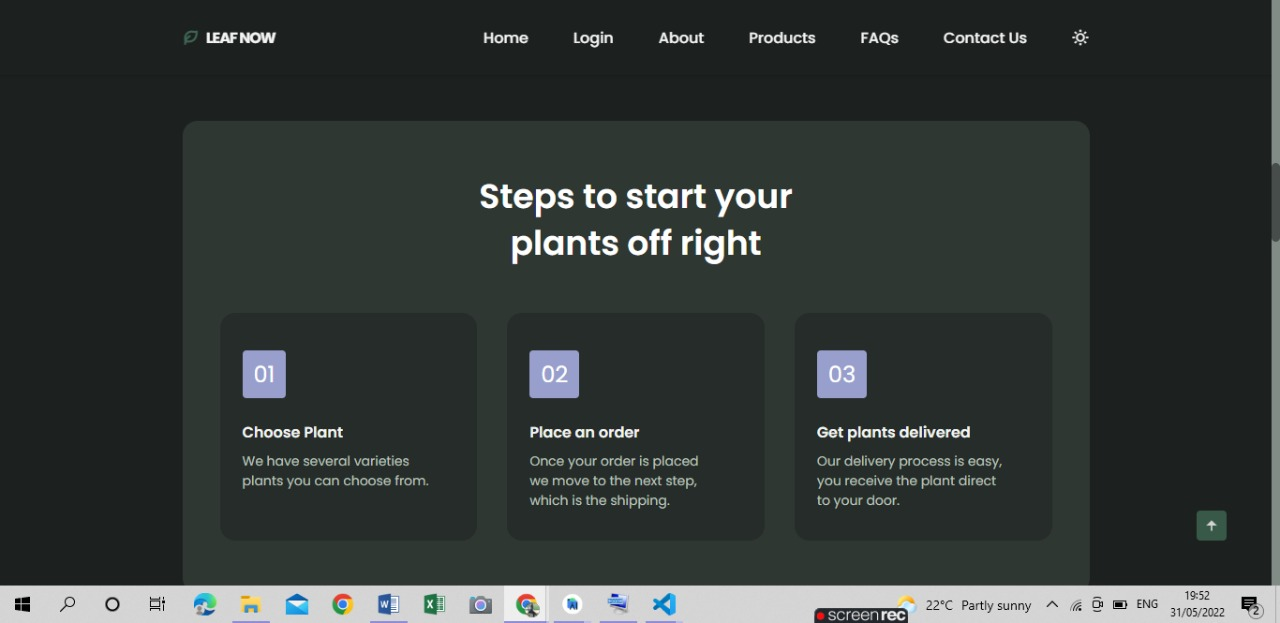 LEAF NOW
Home Login About Products FAQs Contact Us
Steps to start your
plants off right
01
Choose Plant
We have several varieties
plants you can choose from.
02
Place an order
Once your order is placed
we move to the next step,
which is the shipping.
03
Get plants delivered
Our delivery process is easy,
you receive the plant direct
to your door.
screenrec
22°C Partly sunny
ENG
19:52
31/05/2022
2